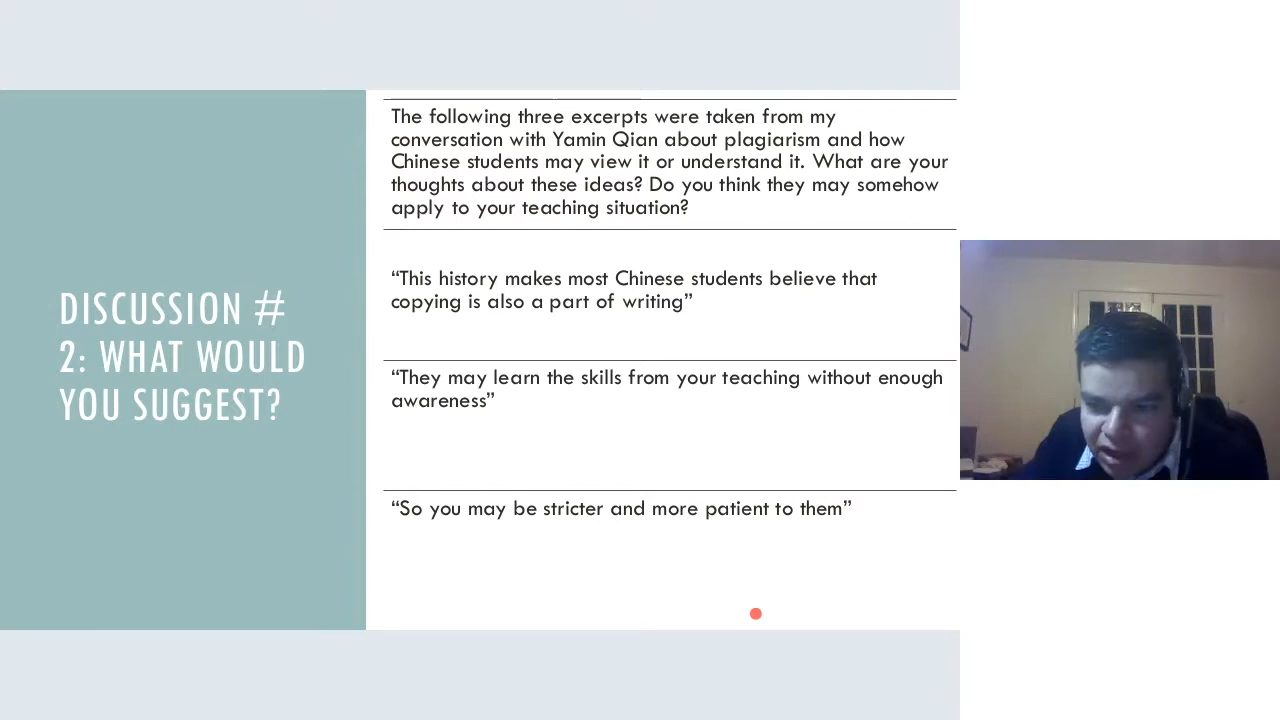 DISCUSSION #
2: WHAT WOULD
YOU SUGGEST?
The following three excerpts were taken from my
conversation with Yamin Qian about plagiarism and how
Chinese students may view it or understand it. What are your
thoughts about these ideas? Do you think they may somehow
apply to your teaching situation?
“This history makes most Chinese students believe that
copying is also a part of writing”
“They may learn the skills from your teaching without enough
awareness”
“So you may be stricter and more patient to them”